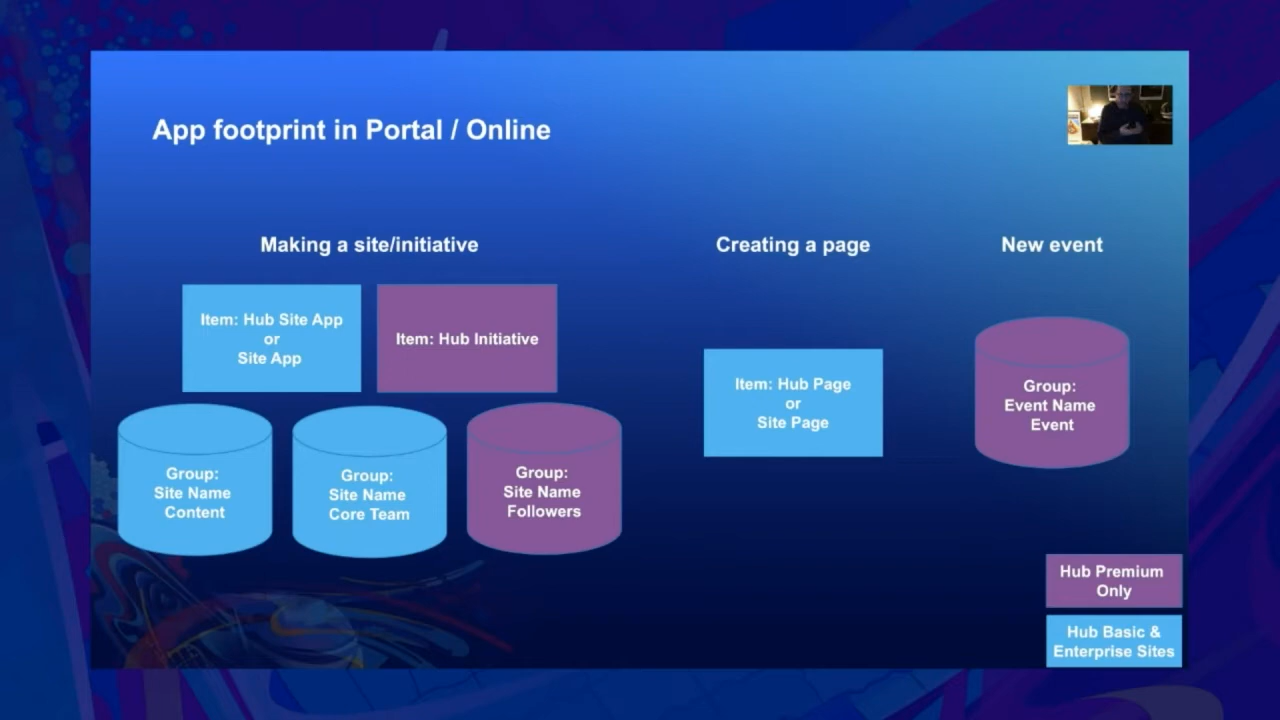 App footprint in Portal / Online
Making a site/initiative
Creating a page
New event
Item: Hub Site App
or
Site App
Item: Hub Initiative
Group:
Site Name
Content
Group:
Site Name
Core Team
Group:
Site Name
Followers
Item: Hub Page
or
Site Page
Group:
Event Name
Event
Hub Premium
Only
Hub Basic &
Enterprise Sites